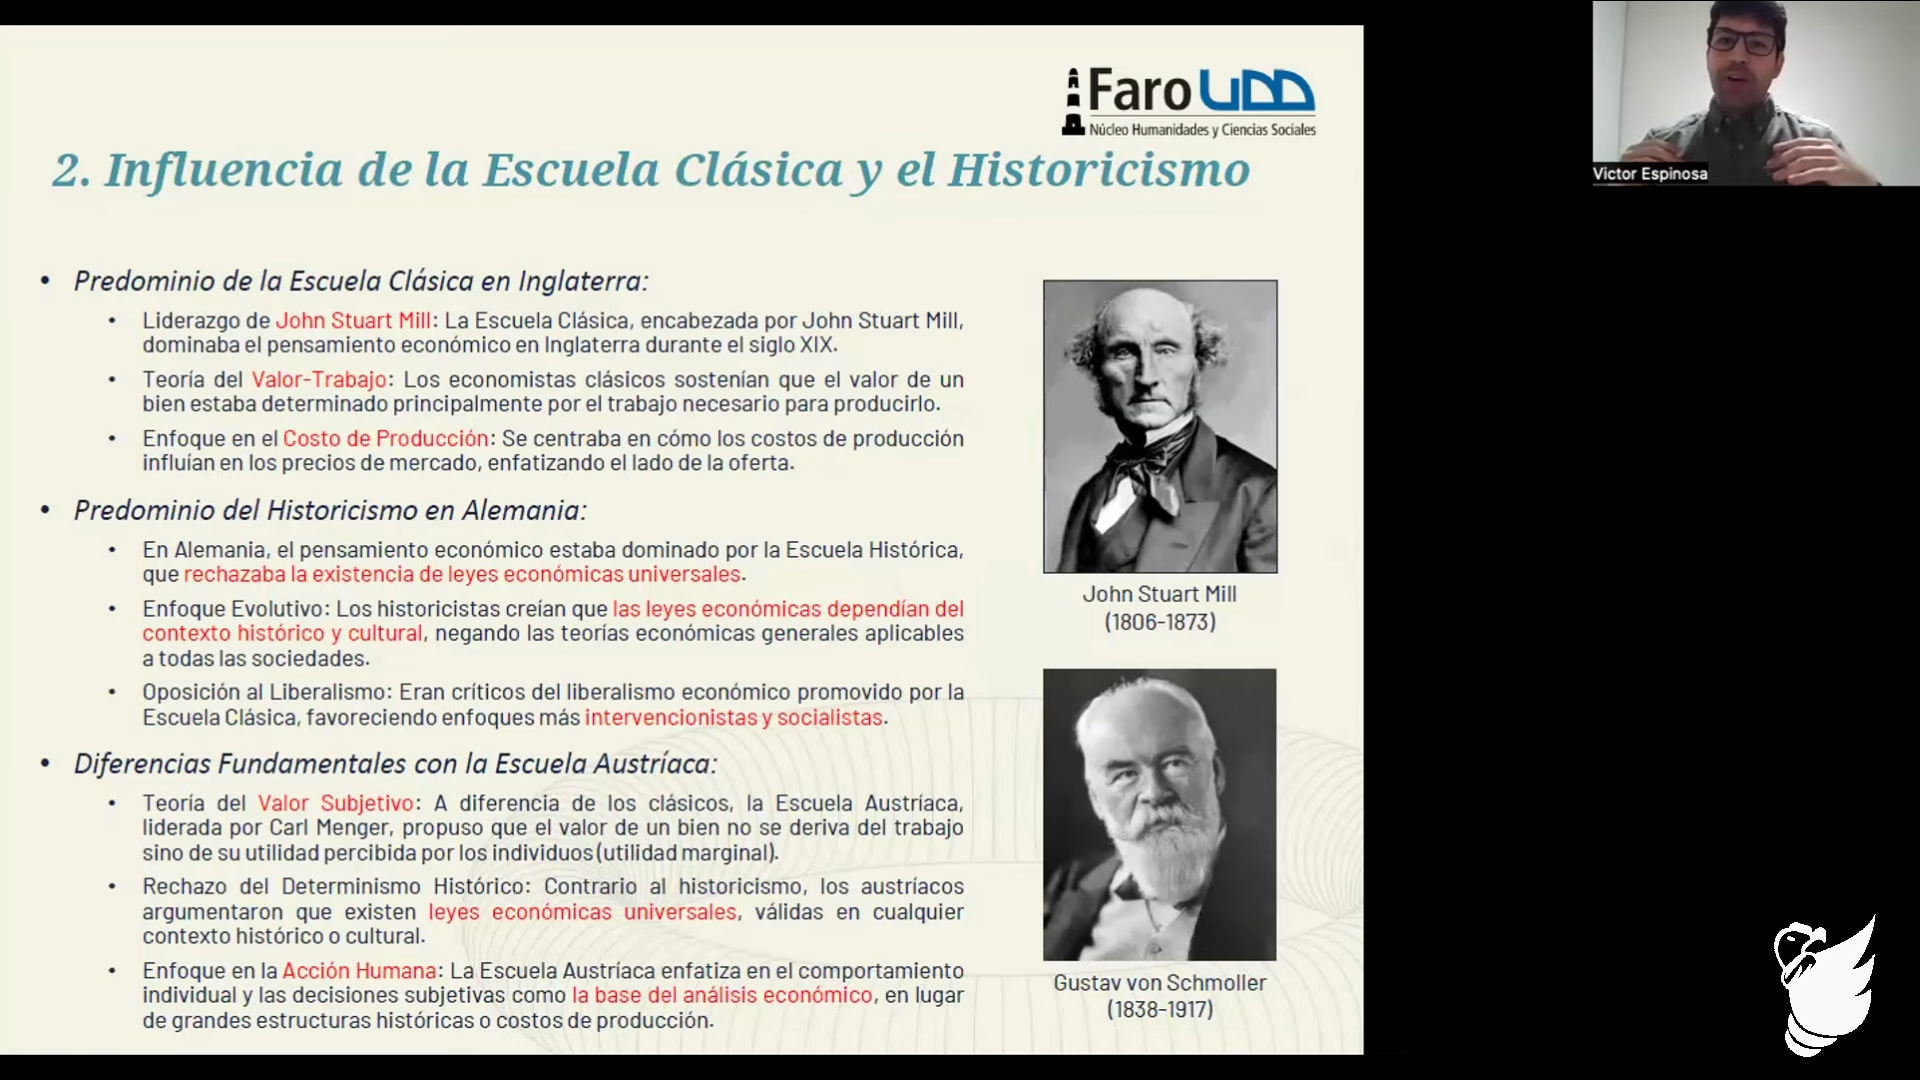 Faro UDD
Núcleo Humanidades y Ciencias Sociales
2. Influencia de la Escuela Clásica y el Historicismo
Victor Espinosa
• Predominio de la Escuela Clásica en Inglaterra:
• Liderazgo de John Stuart Mill: La Escuela Clásica, encabezada por John Stuart Mill,
dominaba el pensamiento económico en Inglaterra durante el siglo XIX.
• Teoría del Valor-Trabajo: Los economistas clásicos sostenían que el valor de un
bien estaba determinado principalmente por el trabajo necesario para producirlo.
• Enfoque en el Costo de Producción: Se centraba en cómo los costos de producción
influían en los precios de mercado, enfatizando el lado de la oferta.
• Predominio del Historicismo en Alemania:
• En Alemania, el pensamiento económico estaba dominado por la Escuela Histórica,
que rechazaba la existencia de leyes económicas universales.
• Enfoque Evolutivo: Los historicistas creían que las leyes económicas dependían del
contexto histórico y cultural, negando las teorías económicas generales aplicables
a todas las sociedades.
• Oposición al Liberalismo: Eran críticos del liberalismo económico promovido por la
Escuela Clásica, favoreciendo enfoques más intervencionistas y socialistas.
• Diferencias Fundamentales con la Escuela Austríaca:
• Teoría del Valor Subjetivo: A diferencia de los clásicos, la Escuela Austríaca,
liderada por Carl Menger, propuso que el valor de un bien no se deriva del trabajo
sino de su utilidad percibida por los individuos (utilidad marginal).
• Rechazo del Determinismo Histórico: Contrario al historicismo, los austríacos
argumentaron que existen leyes económicas universales, válidas en cualquier
contexto histórico o cultural.
• Enfoque en la Acción Humana: La Escuela Austríaca enfatiza en el comportamiento
individual y las decisiones subjetivas como la base del análisis económico, en lugar
de grandes estructuras históricas o costos de producción.
John Stuart Mill
(1806-1873)
Gustav von Schmoller
(1838-1917)